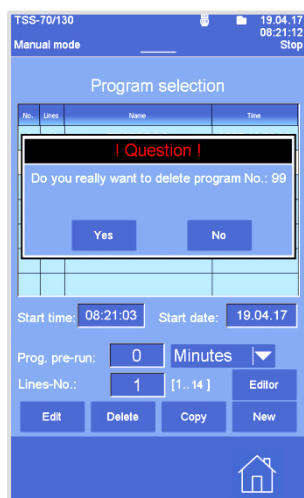 TSS-70/130
19.04.17
08:21:12
Manual mode
Stop
Program selection
No. Lines Name Time
! Question !
Do you really want to delete program No.: 99
Yes No
Start time: 08:21:03 Start date: 19.04.17
Prog. pre-run: 0 Minutes
Lines-No.: 1 [1..14 ] Editor
Edit Delete Copy New